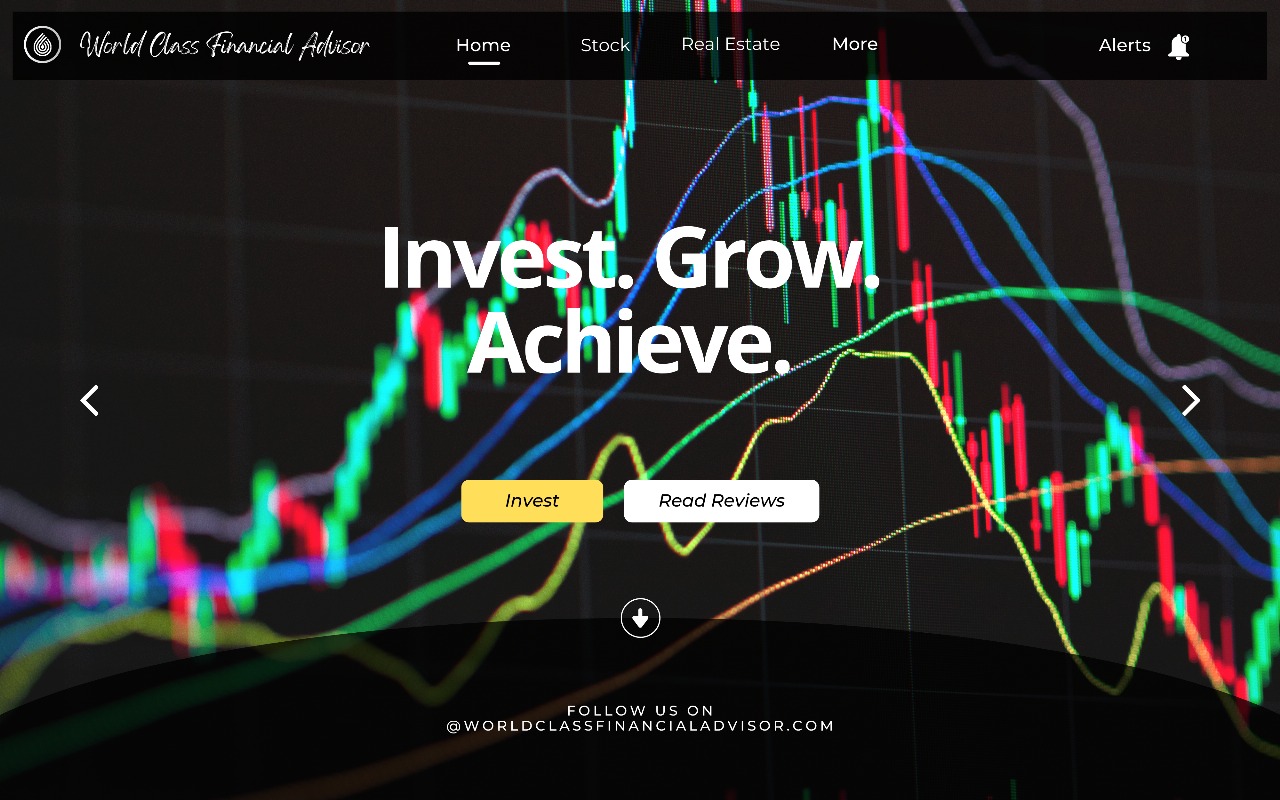 World Class Financial Advisor
Home
Stock
Real Estate
More
Alerts
1
Invest. Grow.
Achieve.
Invest
Read Reviews
FOLLOW US ON
@WORLDCLASSFINANCIALADVISOR.COM